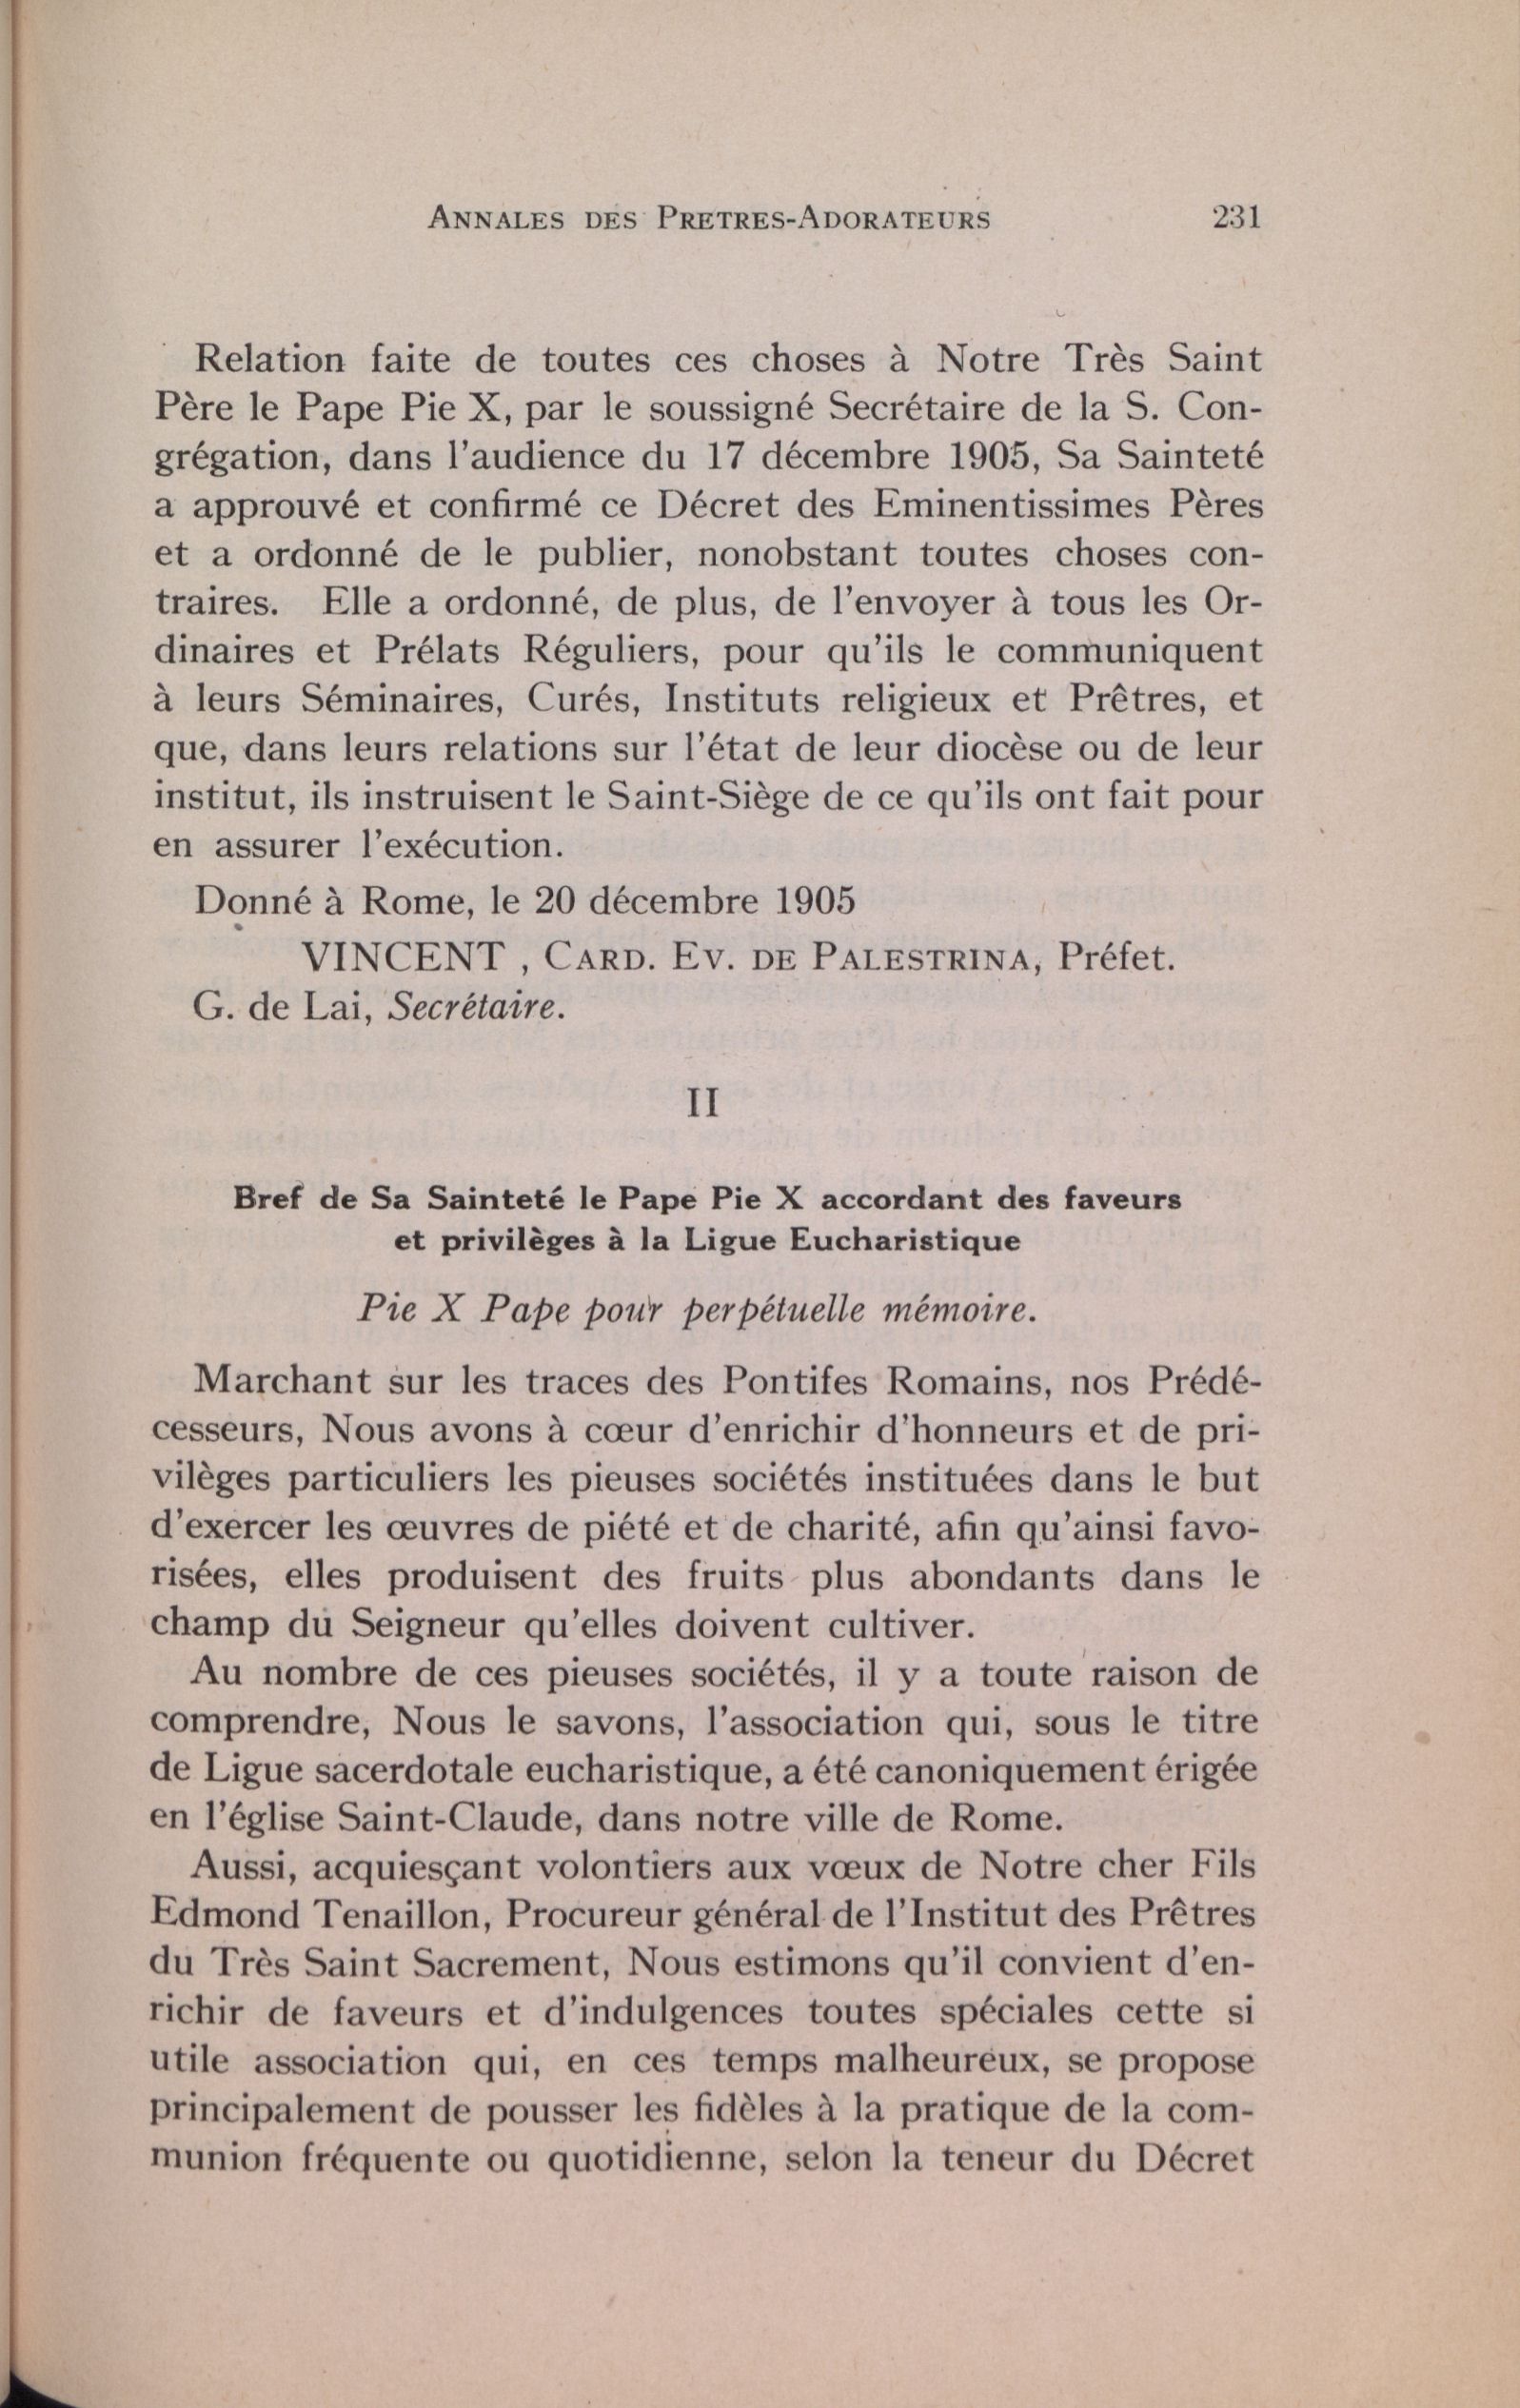 ANNALES DES PRETRES-ADORATEURS 231
Relation faite de toutes ces choses à Notre Très Saint
Père le Pape Pie X, par le soussigné Secrétaire de la S. Con-
grégation, dans l'audience du 17 décembre 1905, Sa Sainteté
a approuvé et confirmé ce Décret des Eminentissimes Pères
et a ordonné de le publier, nonobstant toutes choses con-
traires. Elle a ordonné, de plus, de l'envoyer à tous les Or-
dinaires et Prélats Réguliers, pour qu'ils le communiquent
à leurs Séminaires, Curés, Instituts religieux et Prêtres, et
que, dans leurs relations sur l'état de leur diocèse ou de leur
institut, ils instruisent le Saint-Siège de ce qu'ils ont fait pour
en assurer l'exécution.
Donné à Rome, le 20 décembre 1905
VINCENT , CARD. EV. DE PALESTRINA, Préfet.
G. de Lai, Secrétaire.
II
Bref de Sa Sainteté le Pape Pie X accordant des faveurs
et privilèges à la Ligue Eucharistique
Pie X Pape pour perpétuelle mémoire.
Marchant sur les traces des Pontifes Romains, nos Prédé-
cesseurs, Nous avons à cœur d'enrichir d'honneurs et de pri-
vilèges particuliers les pieuses sociétés instituées dans le but
d'exercer les œuvres de piété et de charité, afin qu'ainsi favo-
risées, elles produisent des fruits plus abondants dans le
champ du Seigneur qu'elles doivent cultiver.
Au nombre de ces pieuses sociétés, il y a toute raison de
comprendre, Nous le savons, l'association qui, sous le titre
de Ligue sacerdotale eucharistique, a été canoniquement érigée
en l'église Saint-Claude, dans notre ville de Rome.
Aussi, acquiesçant volontiers aux vœux de Notre cher Fils
Edmond Tenaillon, Procureur général de l'Institut des Prêtres
du Très Saint Sacrement, Nous estimons qu'il convient d'en-
richir de faveurs et d'indulgences toutes spéciales cette si
utile association qui, en ces temps malheureux, se propose
principalement de pousser les fidèles à la pratique de la com-
munion fréquente ou quotidienne, selon la teneur du Décret